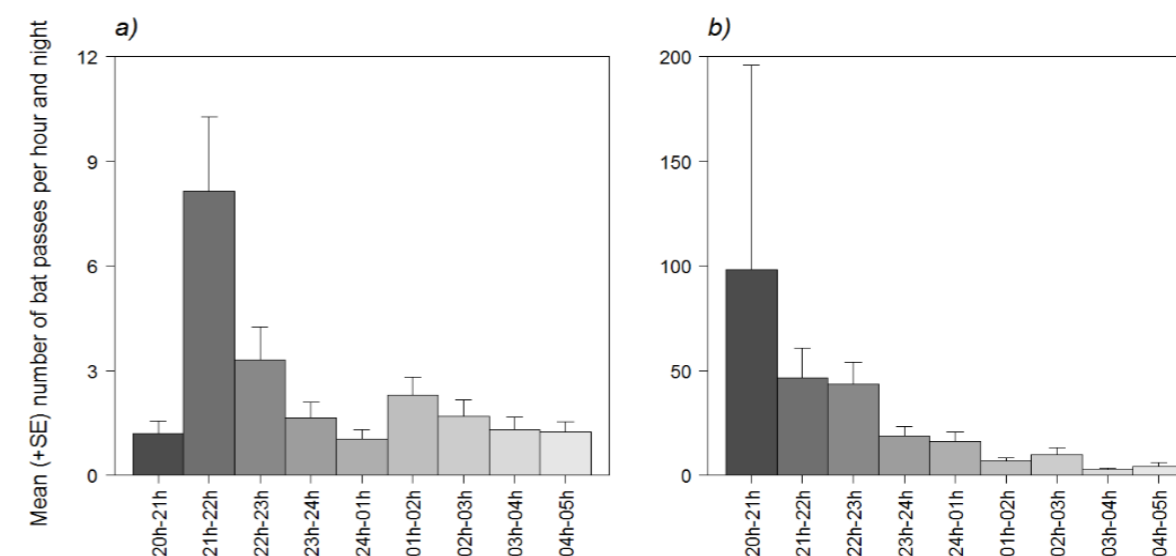 a)
Mean (+SE) number of bat passes per hour and night
12
9
6
3
0
20h-21h
21h-22h
22h-23h
23h-24h
24h-01h
01h-02h
02h-03h
03h-04h
04h-05h
b)
200
150
100
50
0
20h-21h
21h-22h
22h-23h
23h-24h
24h-01h
01h-02h
02h-03h
03h-04h
04h-05h